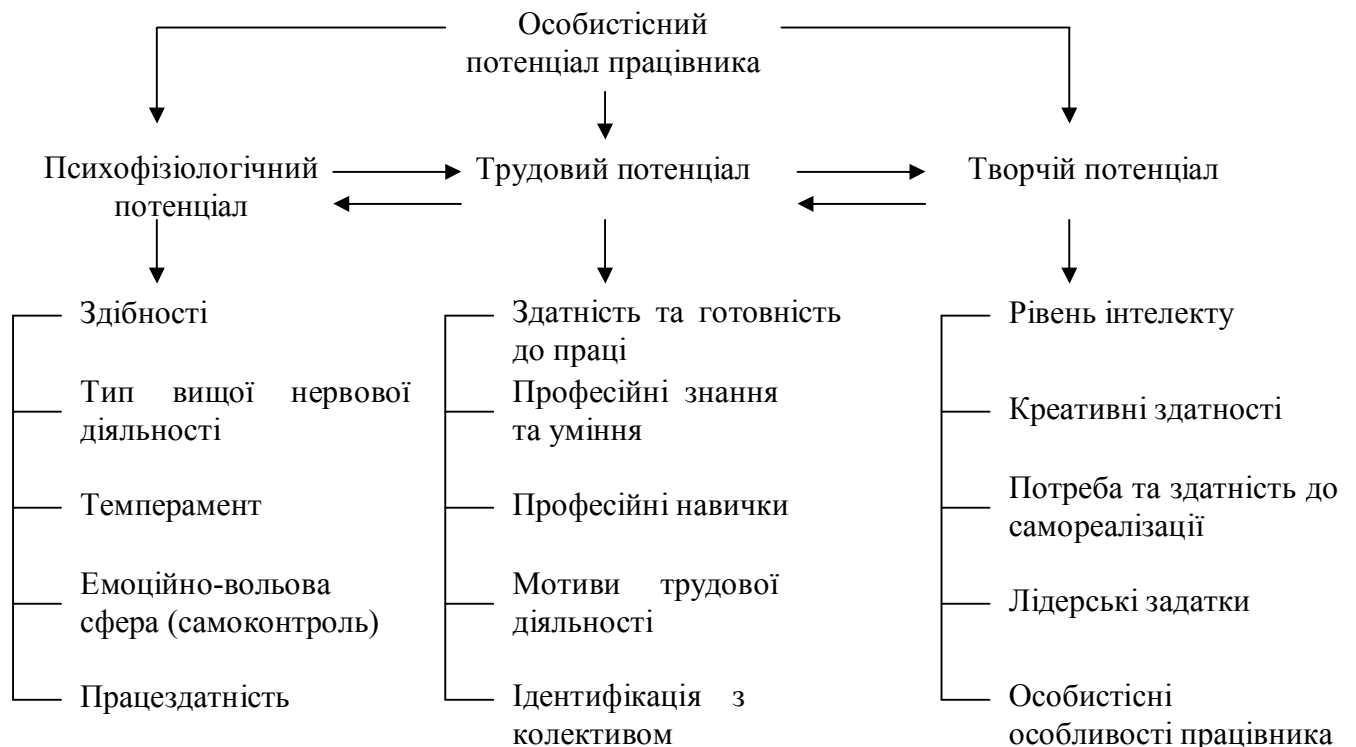 Особистісний
потенціал працівника
Психофізіологічний
потенціал
Трудовий потенціал
Творчій потенціал
Здібності
Тип вищої нервової
діяльності
Темперамент
Емоційно-вольова
сфера (самоконтроль)
Працездатність
Здатність та готовність
до праці
Професійні знання
та уміння
Професійні навички
Мотиви трудової
діяльності
Ідентифікація з
колективом
Рівень інтелекту
Креативні здатності
Потреба та здатність до
самореалізації
Лідерські задатки
Особистісні
особливості працівника